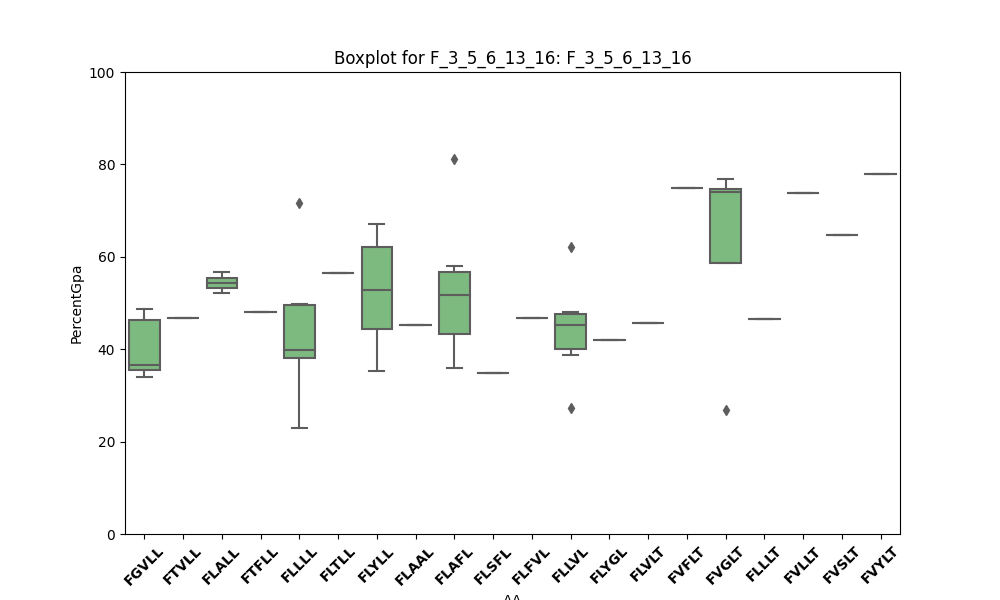 Boxplot for F_3_5_6_13_16: F_3_5_6_13_16
100
80
60
40
20
0
PercentGpa
FGVLL
FTVLL
FLALL
FTFLL
FLLLL
FLTLL
FLYLL
FLAAL
FLAFL
FLSFL
FLFVL
FLLVL
FLYGL
FLVLT
FVFLT
FVGLT
FLLLT
FVLLT
FVSLT
FVYLT
AA